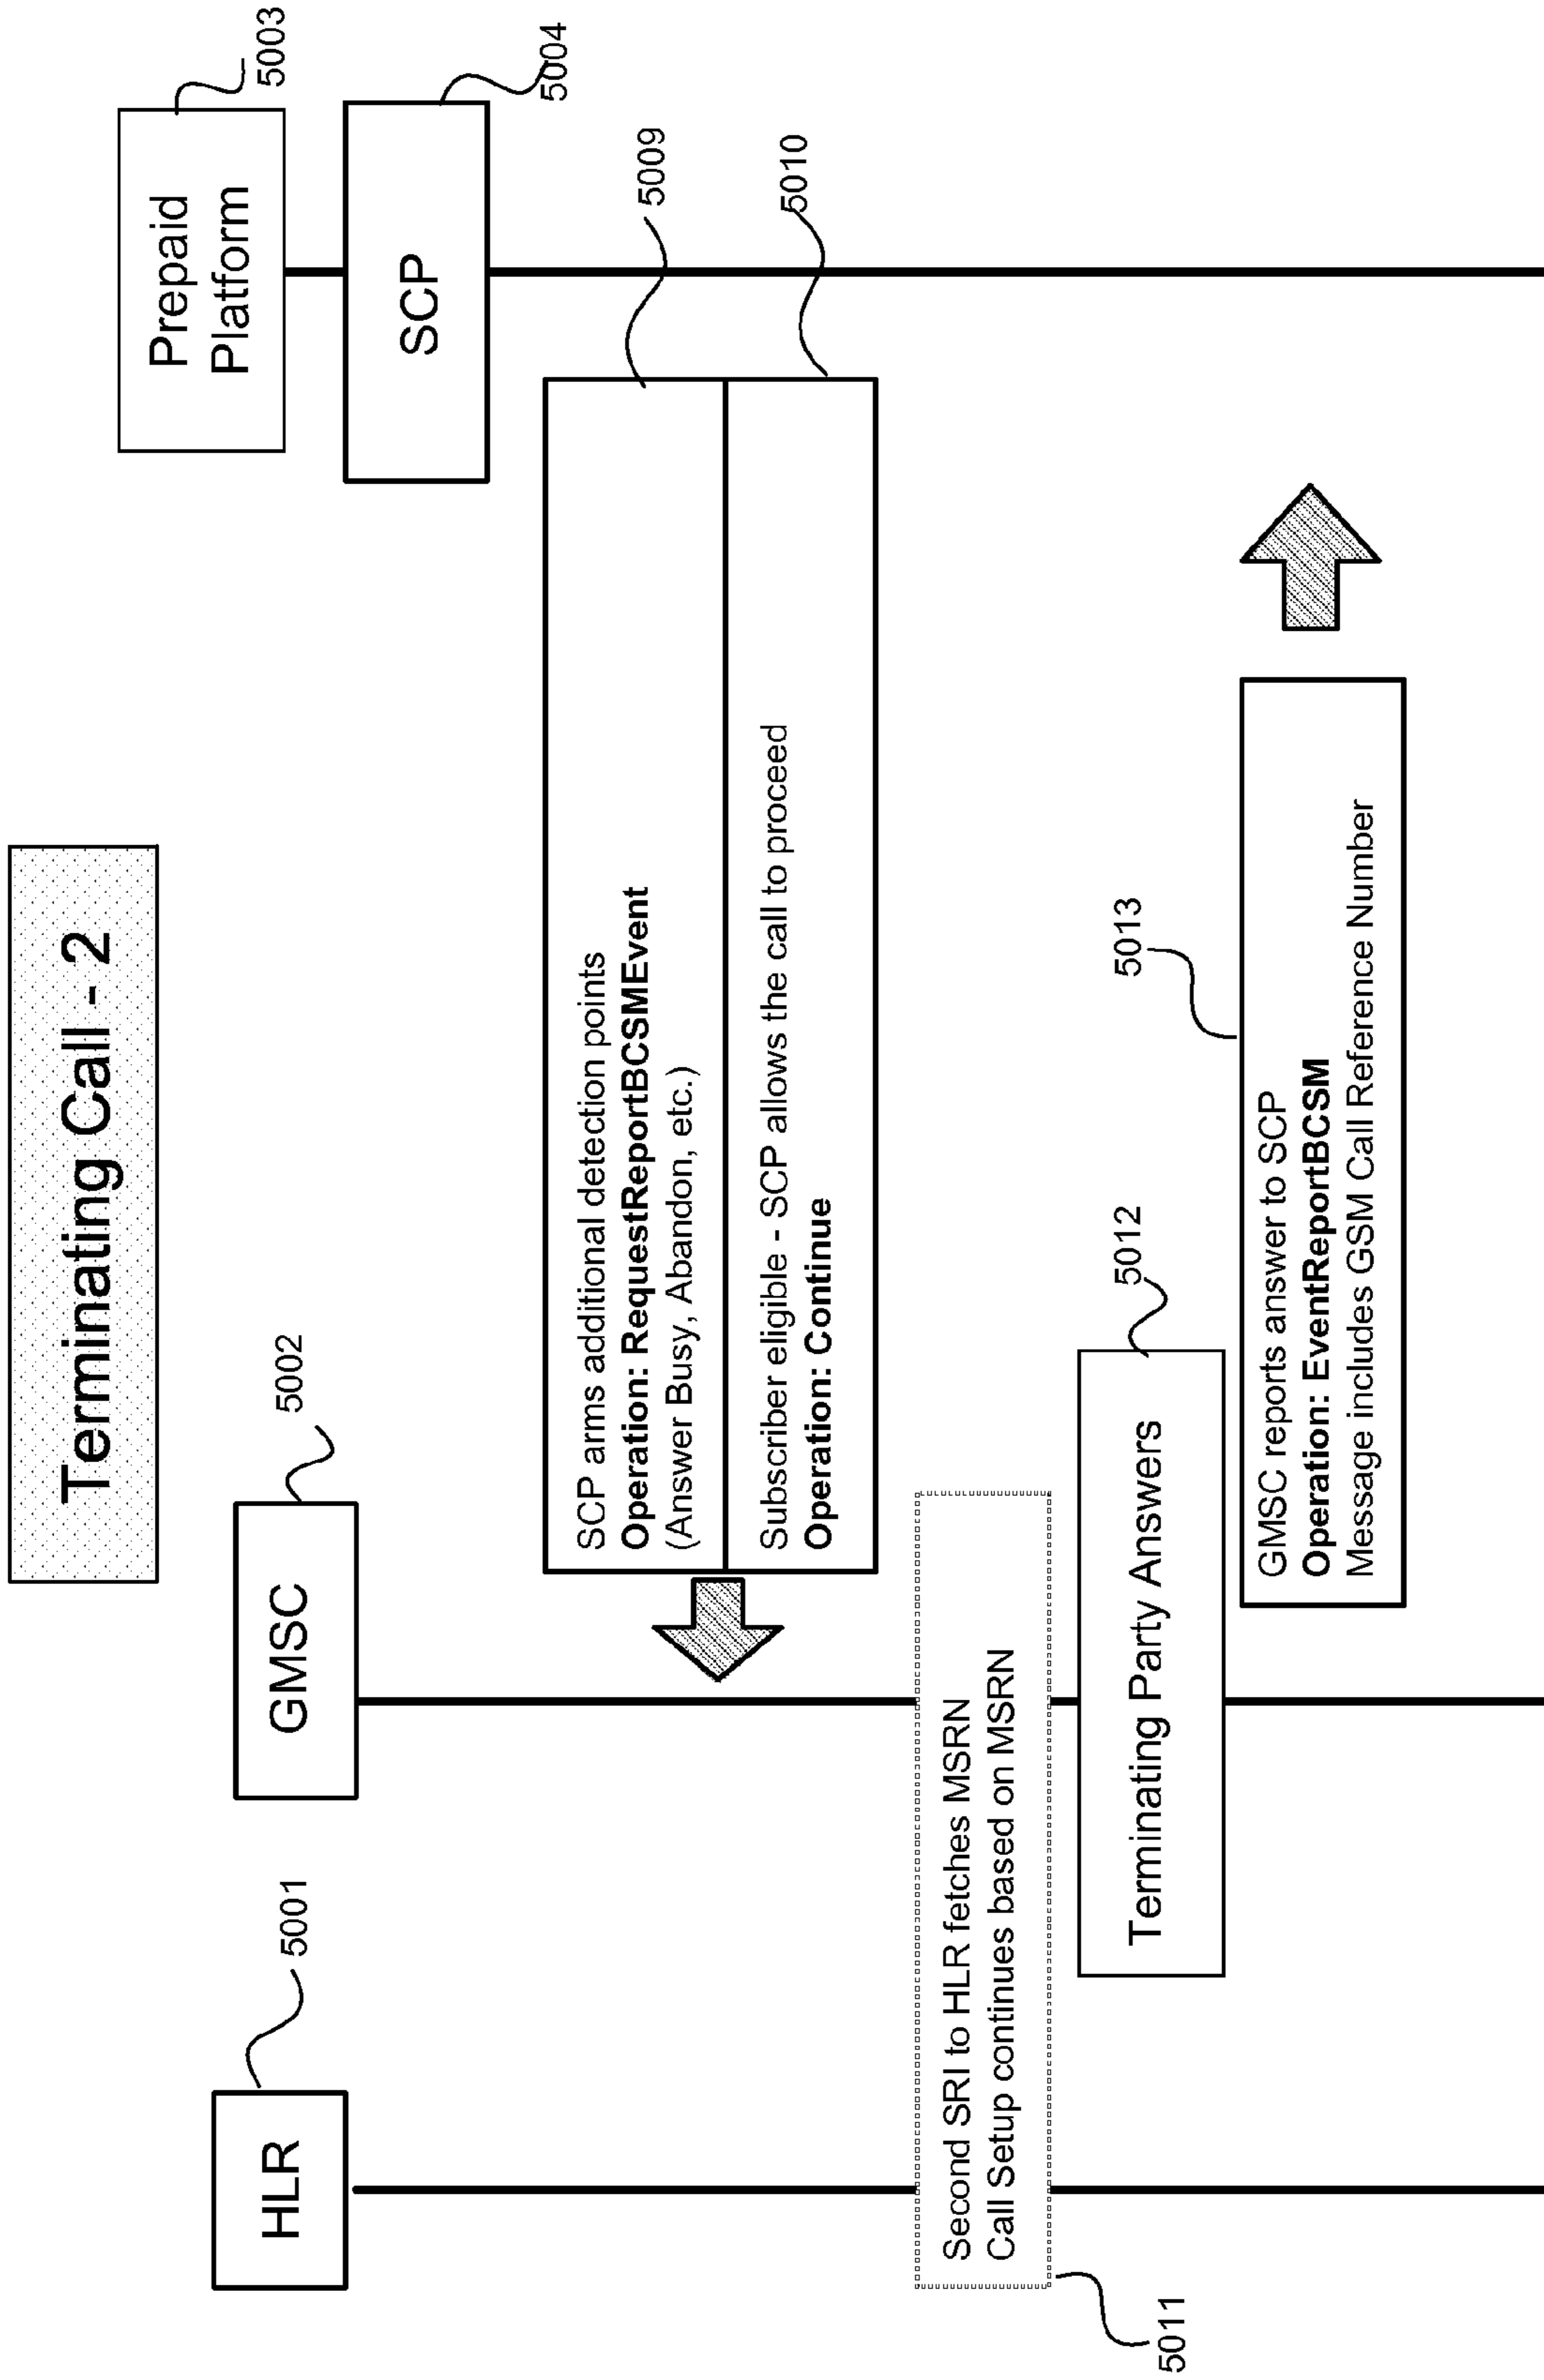 Terminating Call - 2
HLR
5001
GMSC
5002
Prepaid
Platform
5003
SCP
5004
SCP arms additional detection points
Operation: RequestReportBCSMEvent
(Answer Busy, Abandon, etc.)
5009
Subscriber eligible - SCP allows the call to proceed
Operation: Continue
5010
Second SRI to HLR fetches MSRN
Call Setup continues based on MSRN
5011
Terminating Party Answers
5012
GMSC reports answer to SCP
Operation: EventReportBCSM
Message includes GSM Call Reference Number
5013